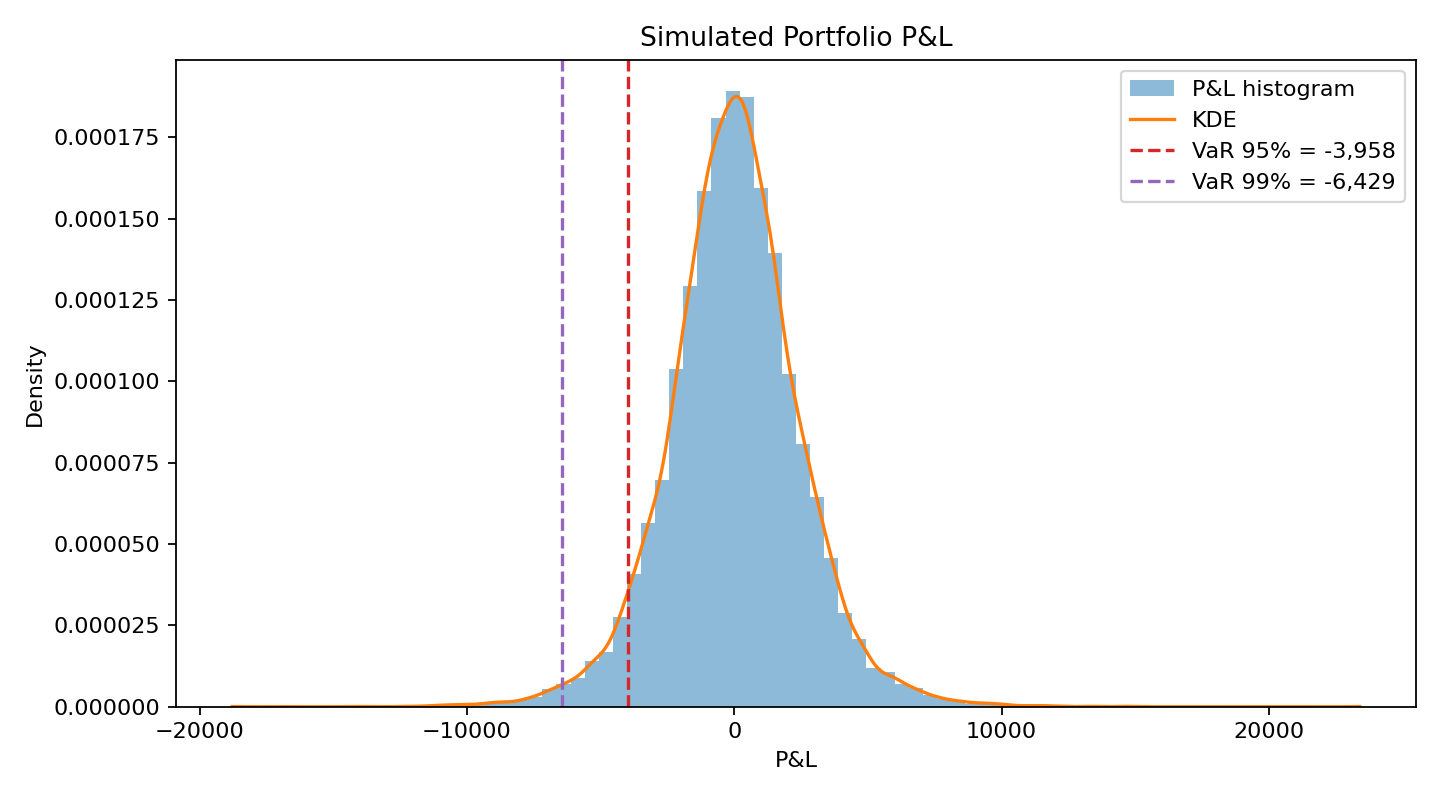 Simulated Portfolio P&L
P&L histogram
KDE
VaR 95% = -3,958
VaR 99% = -6,429
0.000175
0.000150
0.000125
0.000100
0.000075
0.000050
0.000025
0.000000
Density
−20000 −10000 0 10000 20000
P&L